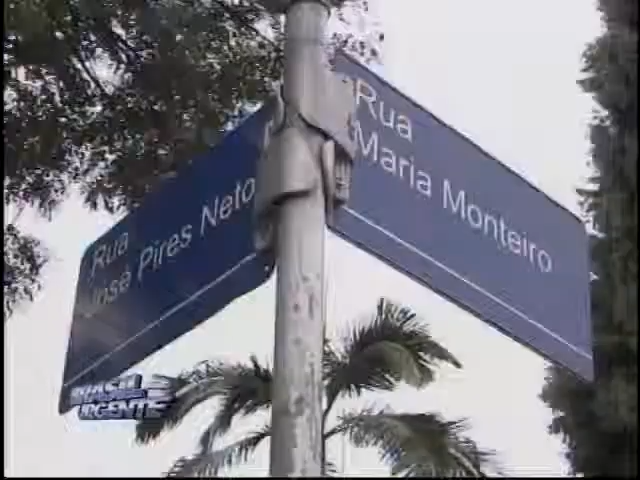 Rua
José Pires Neto
Rua
Maria Monteiro
BRASIL
URGENTE